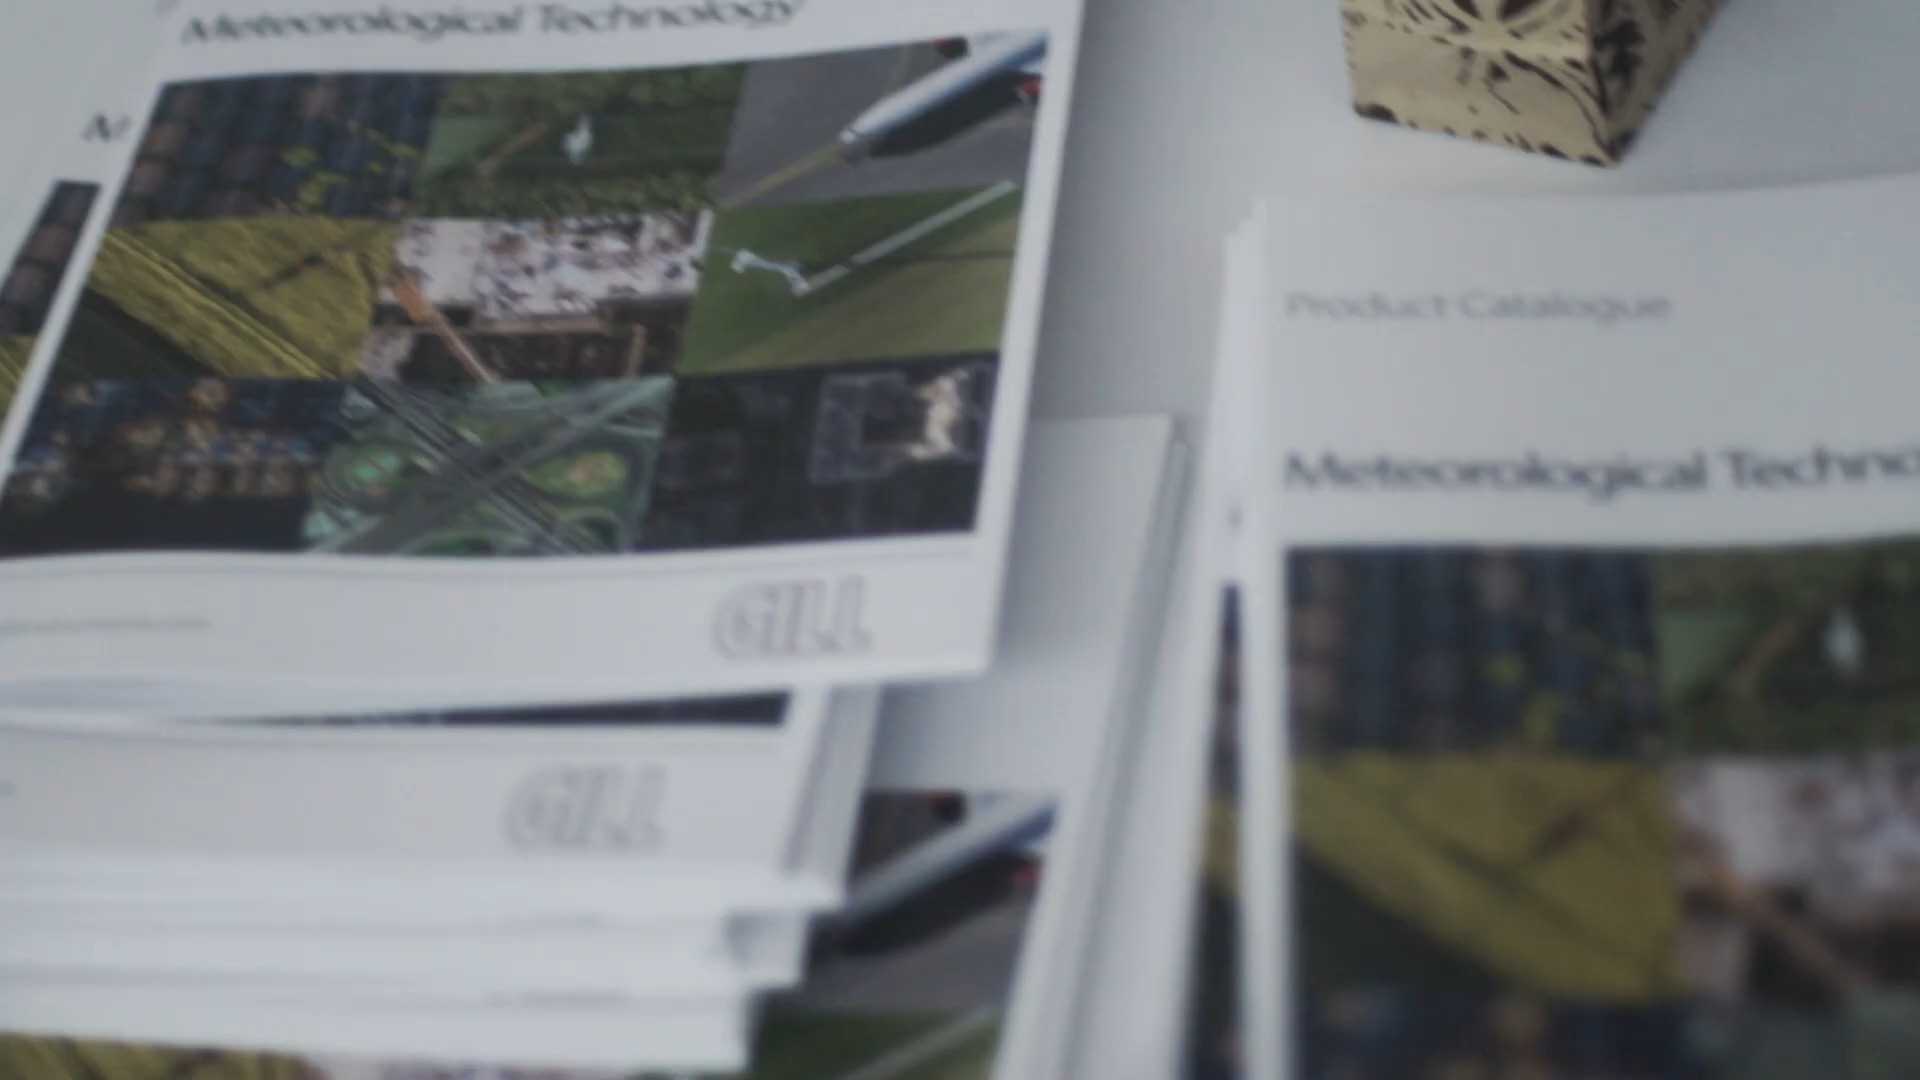 Meteorological Technology
M
GILL
GILL
Product Catalogue
Meteorological Techno